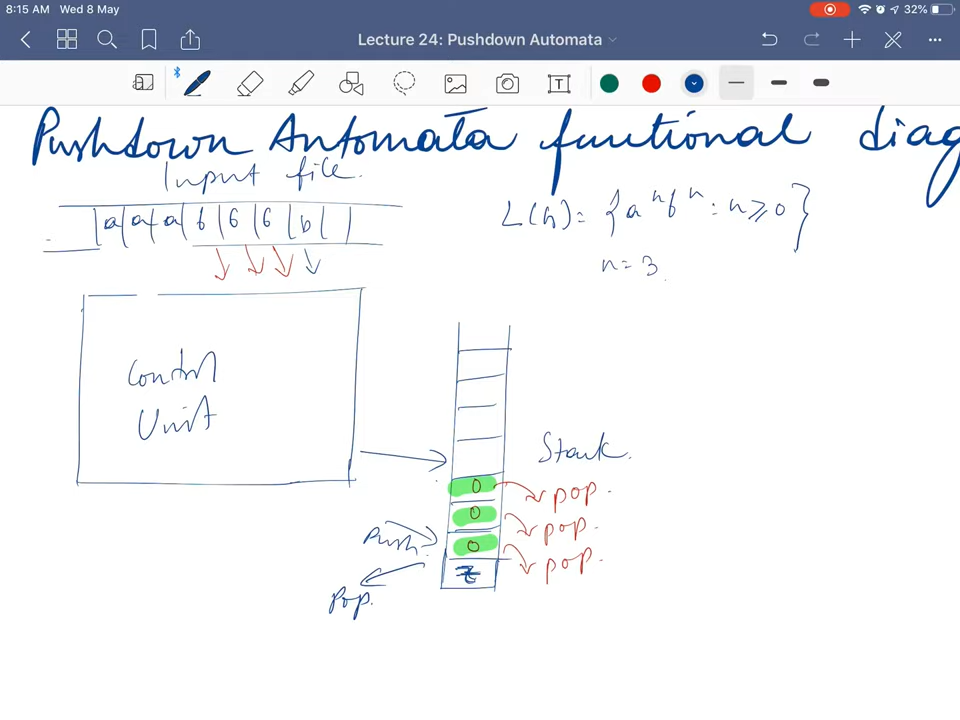 8:15 AM Wed 8 May
32%
Lecture 24: Pushdown Automata
T
Pushdown Automata functional diag
Input file.
a a a b b b b
L(n) = {a^n b^n : n ≥ 0}
n = 3
Control
Unit
Stack.
0 pop.
0 pop.
Push.
0 pop.
z
Pop.